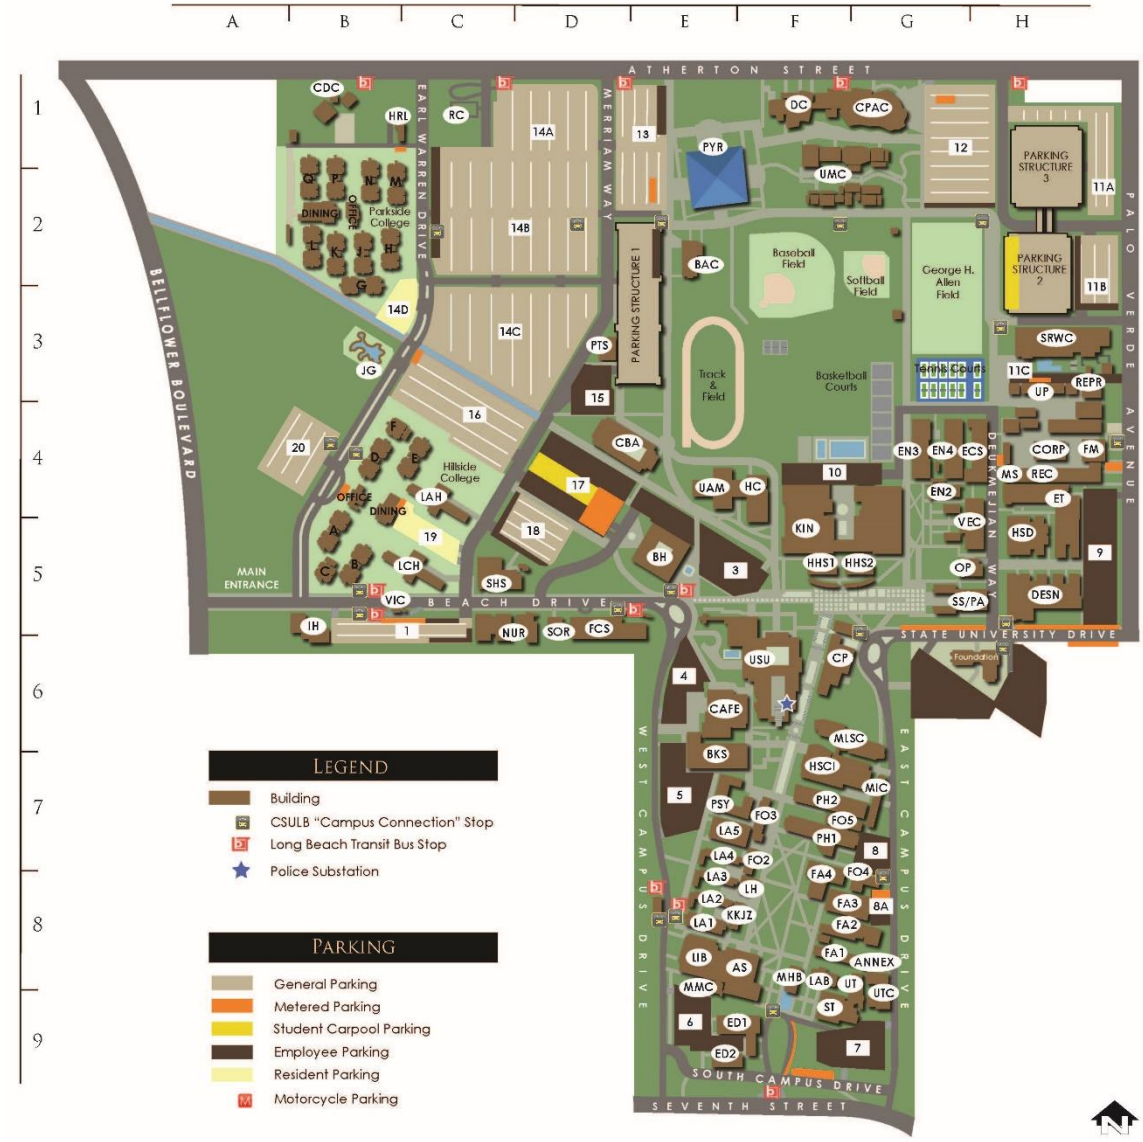 A B C D E F G H
ATHERTON STREET
1
CDC
HRL
EARL WARREN DRIVE
RC
14A
MERRIAM WAY
13
PYR
DC
CPAC
UMC
12
PARKING
STRUCTURE
3
11A
PALO VERDE AVENUE
2
Q P N M
DINING
OFFICE
Parkside
College
L K J H
G
14B
PARKING STRUCTURE 1
BAC
Baseball
Field
Softball
Field
George H.
Allen
Field
PARKING
STRUCTURE
2
11B
BELLFLOWER BOULEVARD
3
14D
14C
JG
PTS
15
Track
&
Field
Basketball
Courts
Tennis Courts
SRWC
11C
UP
REPR
16
4
20
F
D
E
Hillside
College
OFFICE
DINING
LAH
17
CBA
UAM
HC
10
EN3
EN4
ECS
DEUKMEJIAN WAY
CORP
FM
MS
REC
EN2
ET
5
A
B
C
19
LCH
18
SHS
BH
3
KIN
HHS1
HHS2
VEC
OP
SS/PA
HSD
DESN
9
MAIN
ENTRANCE
VIC
BEACH DRIVE
IH
1
NUR
SOR
FCS
STATE UNIVERSITY DRIVE
Foundation
6
4
USU
CP
CAFE
WEST CAMPUS DRIVE
EAST CAMPUS DRIVE
BKS
MLSC
HSCI
MIC
7
5
PSY
FO3
PH2
FO5
PH1
LA5
8
LA4
FO2
LA3
FA4
FO4
8
LA2
LH
FA3
8A
LA1
KKJZ
FA2
LIB
AS
FA1
ANNEX
MMC
MHB
LAB
UT
UTC
ST
9
6
ED1
ED2
7
SOUTH CAMPUS DRIVE
SEVENTH STREET
LEGEND
Building
CSULB "Campus Connection" Stop
b Long Beach Transit Bus Stop
Police Substation
PARKING
General Parking
Metered Parking
Student Carpool Parking
Employee Parking
Resident Parking
M Motorcycle Parking
N